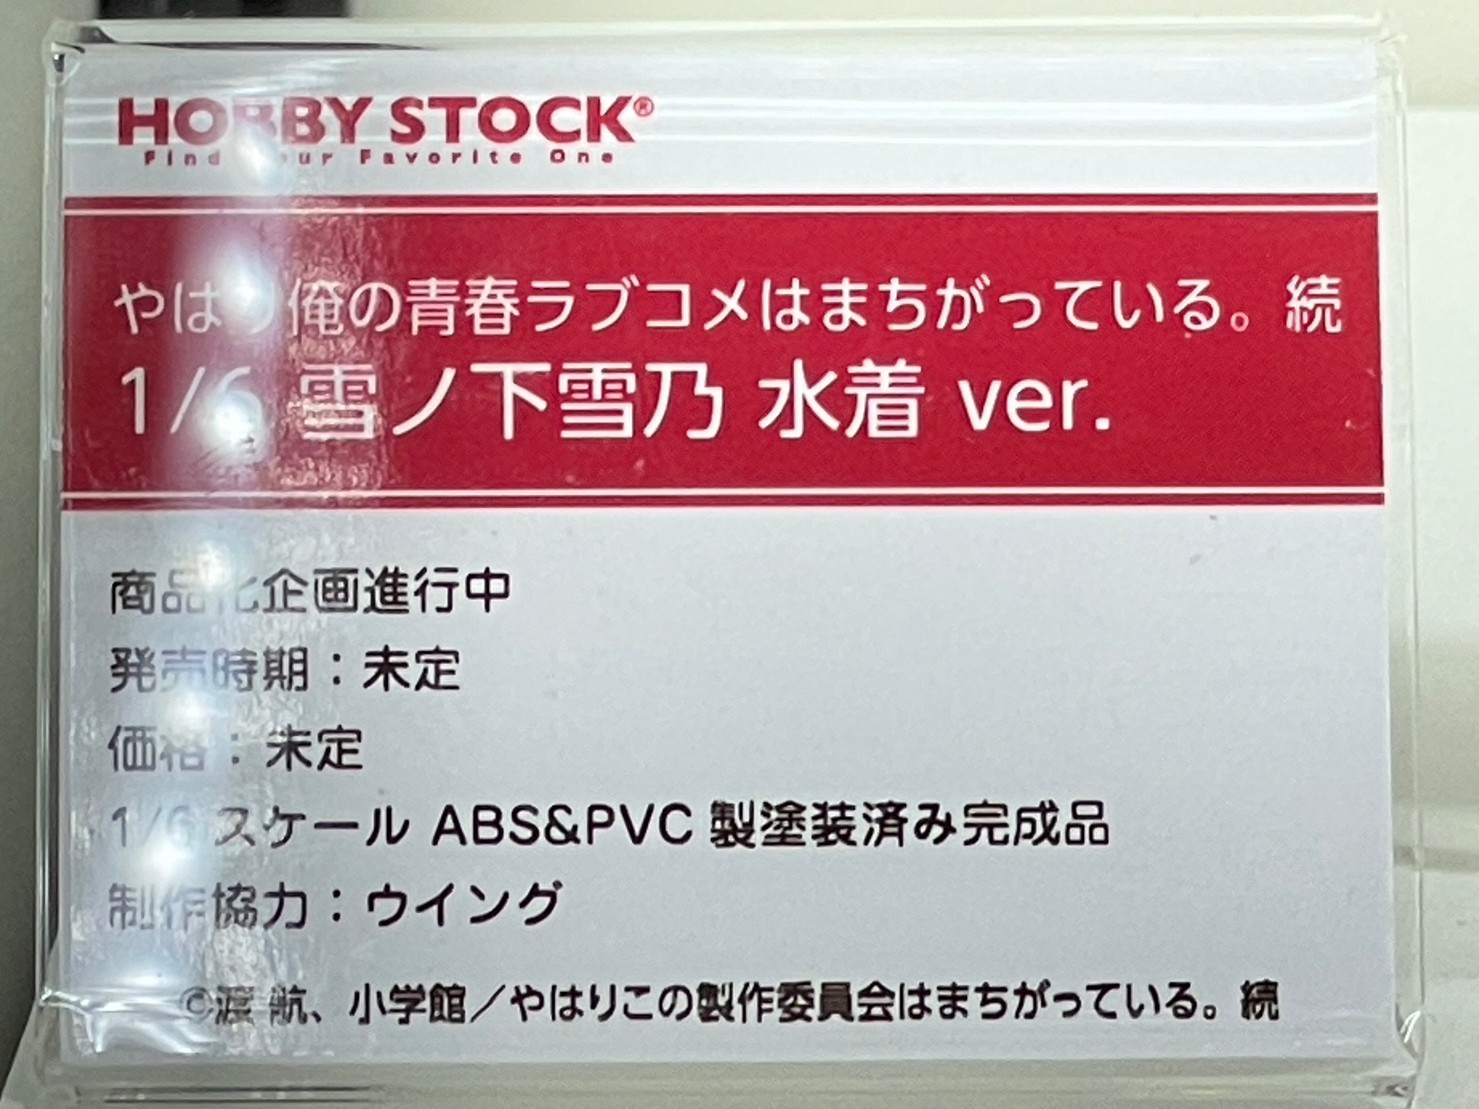 HOBBY STOCK®
Find Your Favorite One
やはり俺の青春ラブコメはまちがっている。続
1/6 雪ノ下雪乃 水着 ver.
商品化企画進行中
発売時期：未定
価格：未定
1/6 スケール ABS&PVC 製塗装済み完成品
制作協力：ウイング
©渡 航、小学館／やはりこの製作委員会はまちがっている。続